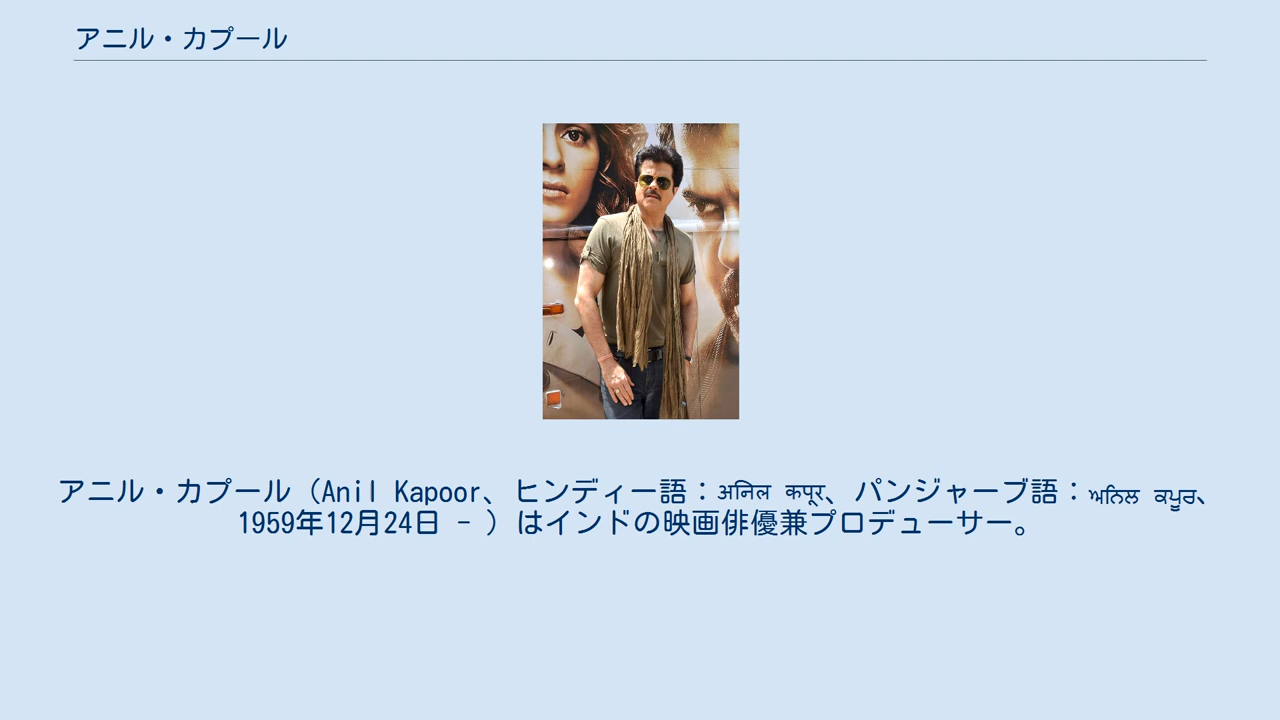 アニル・カプール
アニル・カプール（Anil Kapoor、ヒンディー語：अनिल कपूर、パンジャーブ語：ਅਨਿਲ ਕਪੂਰ、
1959年12月24日 - ）はインドの映画俳優兼プロデューサー。